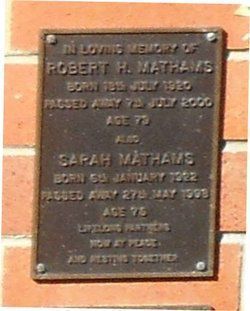 IN LOVING MEMORY OF
ROBERT H. MATHAMS
BORN 18TH JULY 1920
PASSED AWAY 7TH JULY 2000
AGE 79
ALSO
SARAH MATHAMS
BORN 6TH JANUARY 1922
PASSED AWAY 27TH MAY 1998
AGE 76
LIFELONG PARTNERS
NOW AT PEACE
AND RESTING TOGETHER